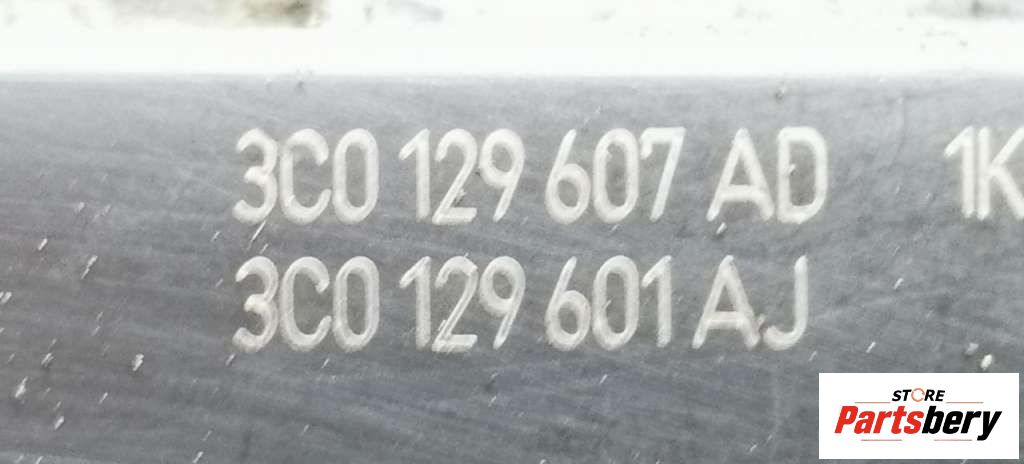 3C0 129 607 AD 1K
3C0 129 601 AJ
STORE
Partsbery